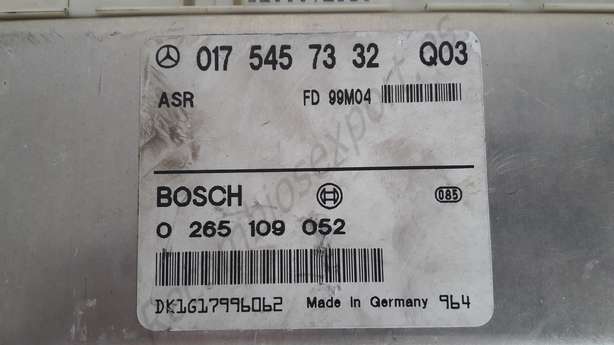 017 545 73 32 Q03
ASR FD 99M04
BOSCH 085
0 265 109 052
DK1G17996062 Made in Germany 964